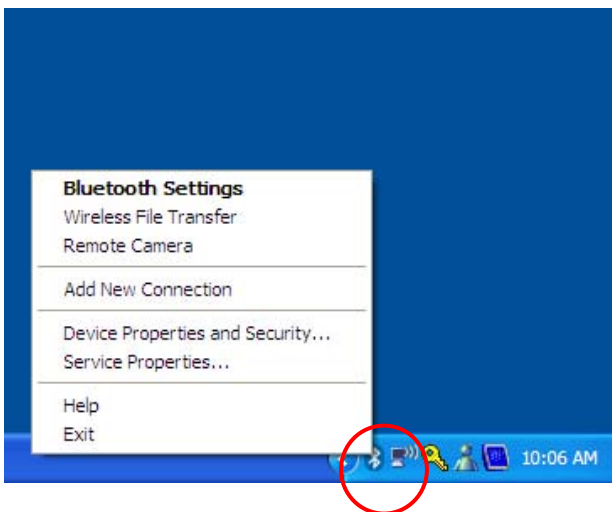 Bluetooth Settings
Wireless File Transfer
Remote Camera
Add New Connection
Device Properties and Security...
Service Properties...
Help
Exit
10:06 AM